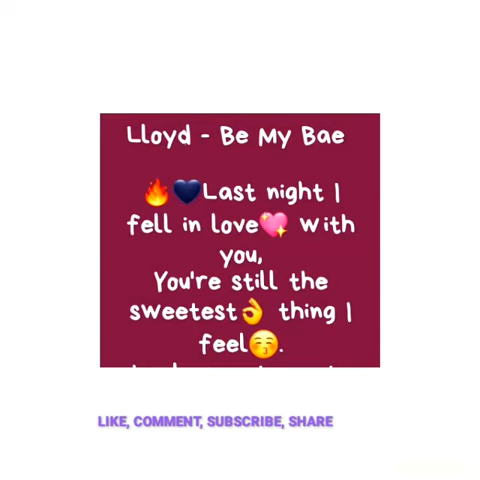 Lloyd - Be My Bae
🔥🖤Last night I
fell in love💖 with
you,
You're still the
sweetest👌 thing I
feel😚.
LIKE, COMMENT, SUBSCRIBE, SHARE